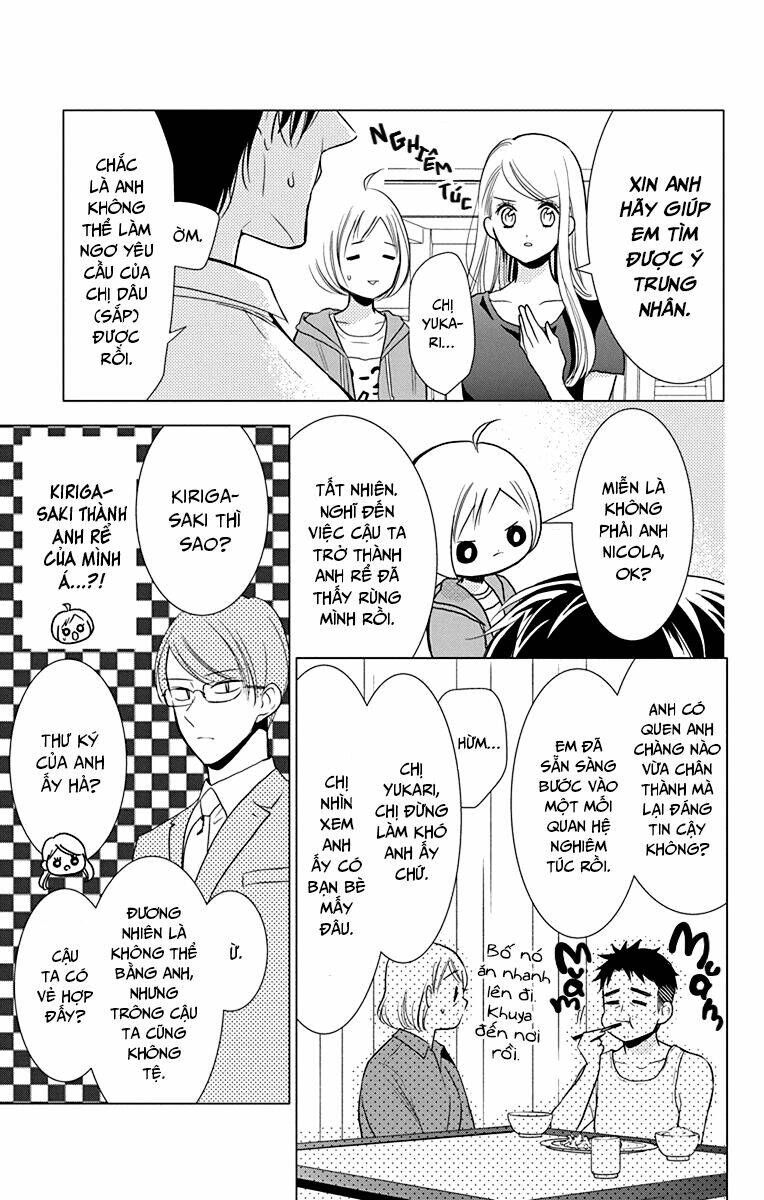 XIN ANH
HÃY GIÚP
EM TÌM
ĐƯỢC Ý
TRUNG
NHÂN.
NGHIÊM
TÚC
CHỊ
YUKA-
RI...
ỜM.
CHẮC
LÀ ANH
KHÔNG
THỂ LÀM
NGƠ YÊU
CẦU CỦA
CHỊ DÂU
(SẮP)
ĐƯỢC
RỒI.
MIỄN LÀ
KHÔNG
PHẢI ANH
NICOLA,
OK?
TẤT NHIÊN.
NGHĨ ĐẾN
VIỆC CẬU TA
TRỞ THÀNH
ANH RỂ ĐÃ
THẤY RÙNG
MÌNH RỒI.
ANH CÓ
QUEN ANH
CHÀNG NÀO
VỪA CHÂN
THÀNH MÀ
LẠI ĐÁNG
TIN CẬY
KHÔNG?
EM ĐÃ
SẴN SÀNG
BƯỚC VÀO
MỘT MỐI
QUAN HỆ
NGHIÊM
TÚC RỒI.
HỪM...
CHỊ
YUKARI,
CHỊ ĐỪNG
LÀM KHÓ
ANH ẤY
CHỨ.
CHỊ
NHÌN
XEM ANH
ẤY CÓ
BẠN BÈ
MẤY
ĐÂU.
MUĂM
MUĂM
Bố nó
ăn nhanh
lên đi.
Khuya
đến nơi
rồi.
KIRIGA-
SAKI THÌ
SAO?
KIRIGA-
SAKI THÀNH
ANH RỂ
CỦA MÌNH
Á...?!
THƯ KÝ
CỦA ANH
ẤY HẢ?
Ừ.
ĐƯƠNG
NHIÊN LÀ
KHÔNG THỂ
BẰNG ANH,
NHƯNG
TRÔNG CẬU
TA CŨNG
KHÔNG
TỆ.
CẬU
TA CÓ
VẺ HỢP
ĐẤY?